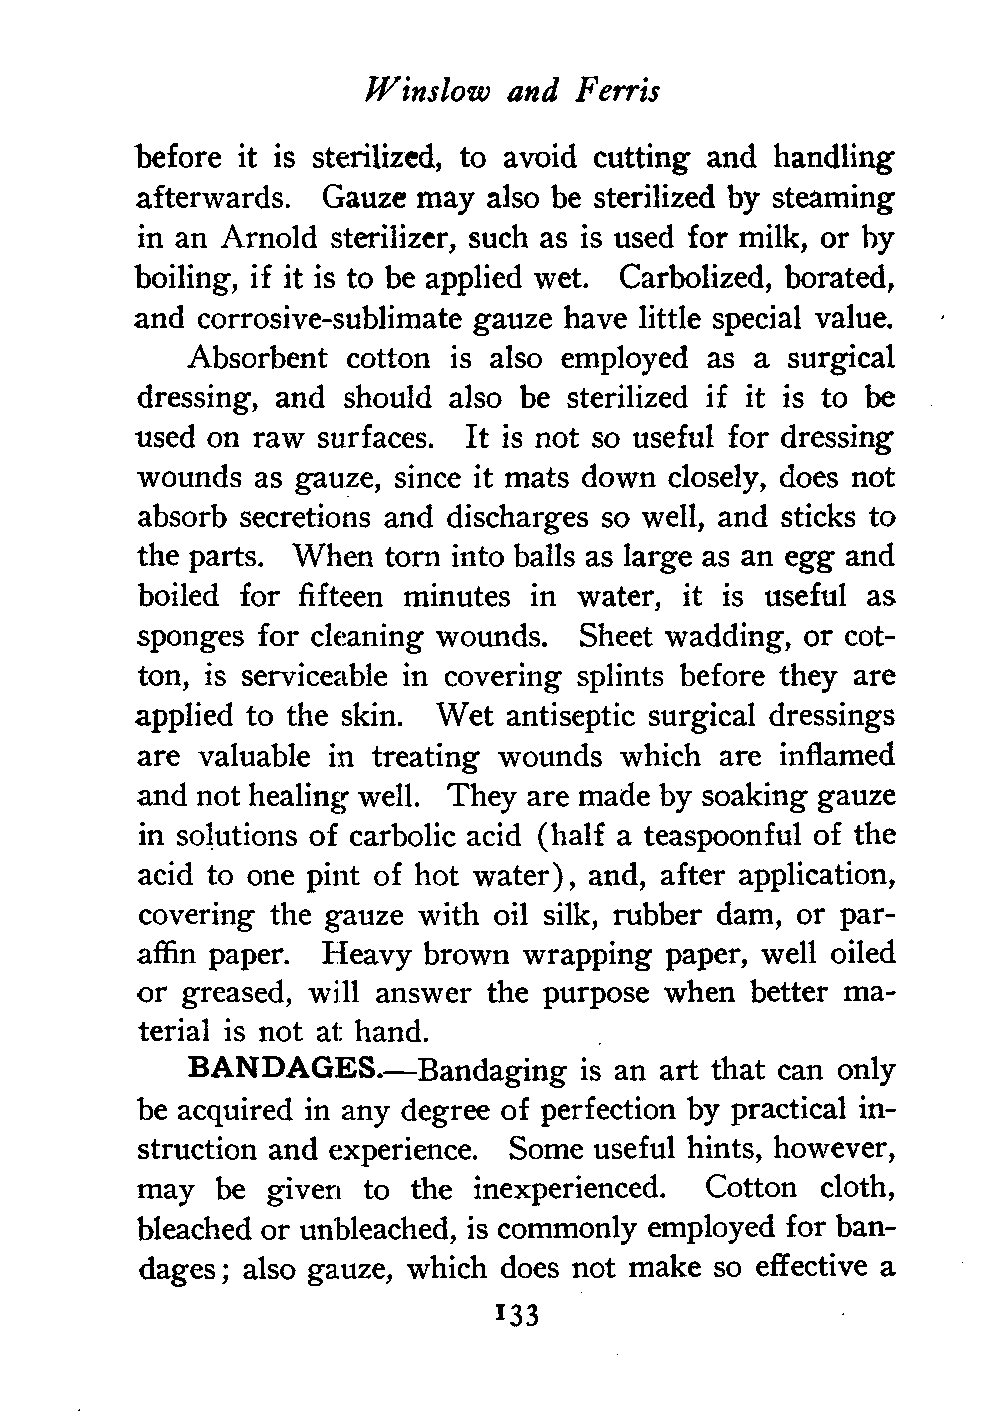 Winslow and Ferris
before it is sterilized, to avoid cutting and handling
afterwards. Gauze may also be sterilized by steaming
in an Arnold sterilizer, such as is used for milk, or by
boiling, if it is to be applied wet. Carbolized, borated,
and corrosive-sublimate gauze have little special value.
Absorbent cotton is also employed as a surgical
dressing, and should also be sterilized if it is to be
used on raw surfaces. It is not so useful for dressing
wounds as gauze, since it mats down closely, does not
absorb secretions and discharges so well, and sticks to
the parts. When torn into balls as large as an egg and
boiled for fifteen minutes in water, it is useful as
sponges for cleaning wounds. Sheet wadding, or cot-
ton, is serviceable in covering splints before they are
applied to the skin. Wet antiseptic surgical dressings
are valuable in treating wounds which are inflamed
and not healing well. They are made by soaking gauze
in solutions of carbolic acid (half a teaspoonful of the
acid to one pint of hot water), and, after application,
covering the gauze with oil silk, rubber dam, or par-
affin paper. Heavy brown wrapping paper, well oiled
or greased, will answer the purpose when better ma-
terial is not at hand.
BANDAGES.—Bandaging is an art that can only
be acquired in any degree of perfection by practical in-
struction and experience. Some useful hints, however,
may be given to the inexperienced. Cotton cloth,
bleached or unbleached, is commonly employed for ban-
dages; also gauze, which does not make so effective a
133